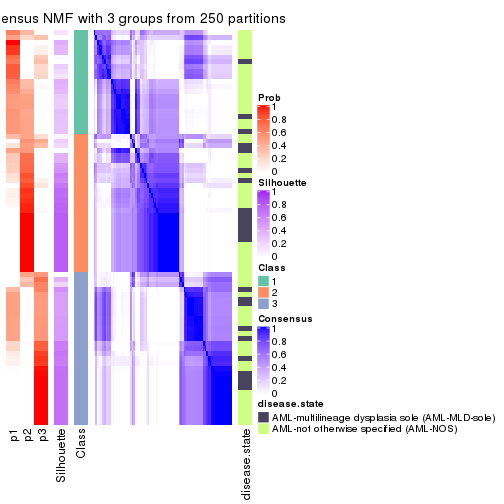 ensus NMF with 3 groups from 250 partitions
Prob
1
0.8
0.6
0.4
0.2
0
Silhouette
1
0.8
0.6
0.4
0.2
0
Class
1
2
3
Consensus
1
0.8
0.6
0.4
0.2
0
disease.state
AML-multilineage dysplasia sole (AML-MLD-sole)
AML-not otherwise specified (AML-NOS)
p1
p2
p3
Silhouette
Class
disease.state